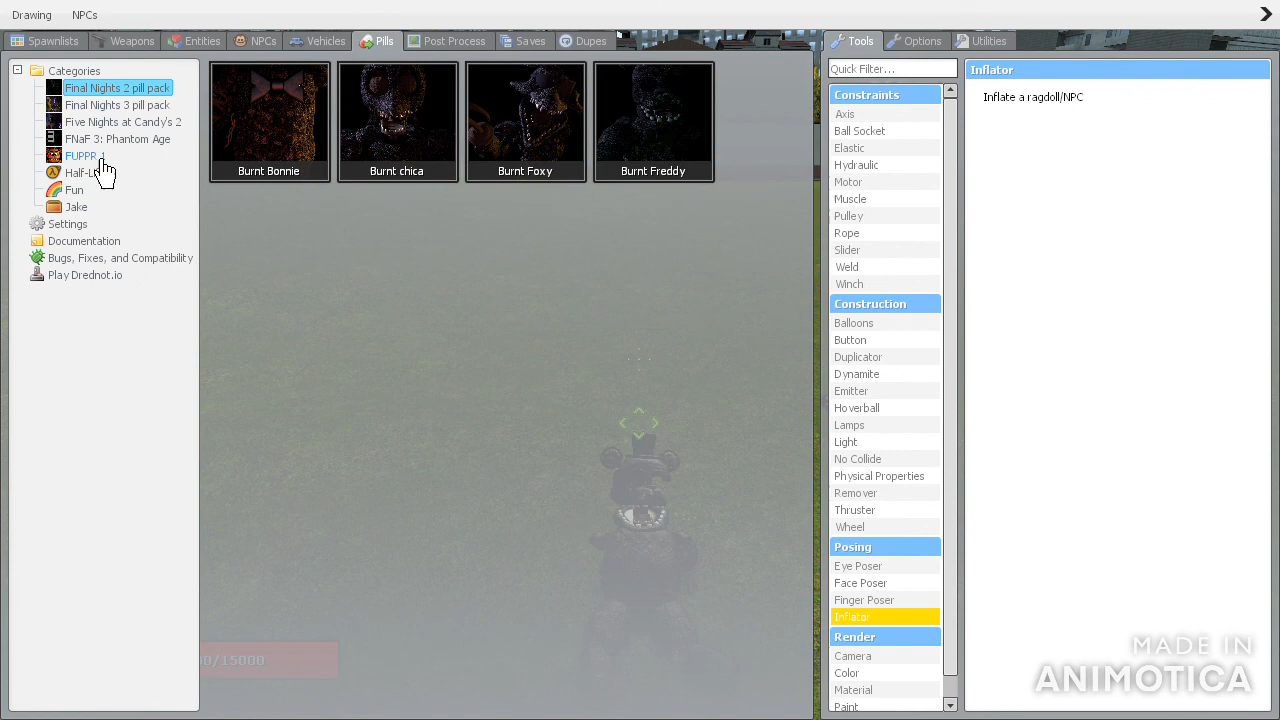 Drawing NPCs
Spawnlists Weapons Entities NPCs Vehicles Pills Post Process Saves Dupes
Tools Options Utilities
Categories
Final Nights 2 pill pack
Final Nights 3 pill pack
Five Nights at Candy's 2
FNaF 3: Phantom Age
FUPPR
Fun
Jake
Settings
Documentation
Bugs, Fixes, and Compatibility
Play Drednot.io
Burnt Bonnie
Burnt chica
Burnt Foxy
Burnt Freddy
Quick Filter...
Constraints
Axis
Ball Socket
Elastic
Hydraulic
Motor
Muscle
Pulley
Rope
Slider
Weld
Winch
Construction
Balloons
Button
Duplicator
Dynamite
Emitter
Hoverball
Lamps
Light
No Collide
Physical Properties
Remover
Thruster
Wheel
Posing
Eye Poser
Face Poser
Finger Poser
Inflator
Render
Camera
Color
Material
Paint
Inflator
Inflate a ragdoll/NPC
MADE IN
ANIMOTICA